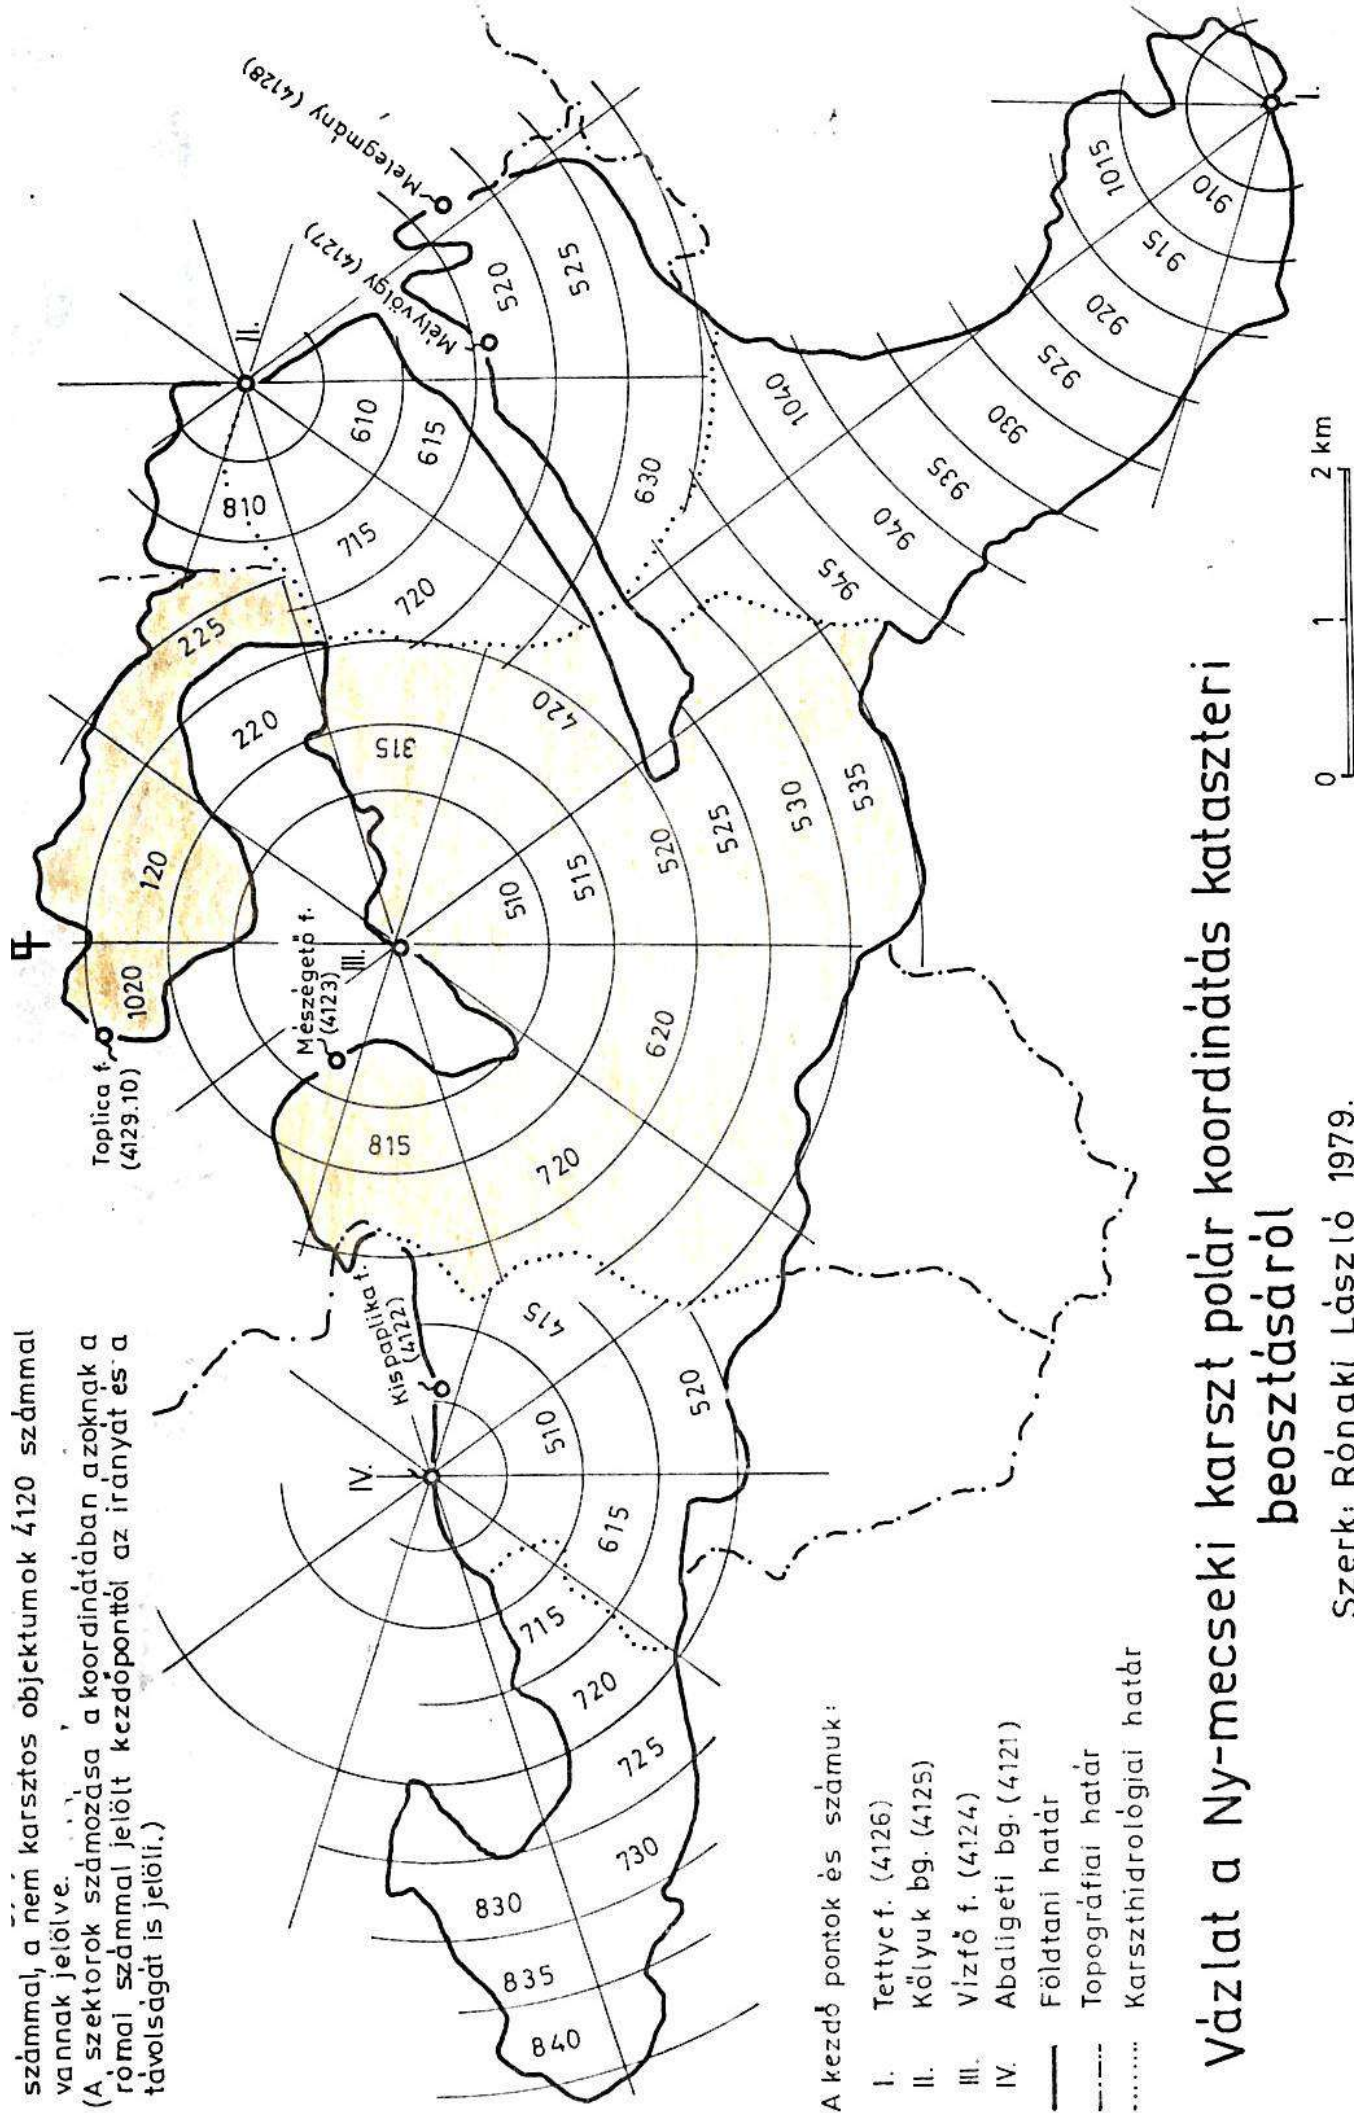 számmal, a nem karsztos objektumok 4120 számmal
vannak jelölve.
(A szektorok számozása a koordinátában azoknak a
római számmal jelölt kezdőponttól az irányát és a
távolságát is jelöli.)
Toplica f.
(4129.10)
Mészégető f.
(4123)
III.
Kispaplika f.
(4122)
IV.
II.
Mélyvölgy (4127)
Melegmány (4128)
I.
1020
120
220
225
315
420
510
515
520
525
530
535
620
720
815
810
610
615
715
720
520
525
630
1040
945
940
935
930
925
920
915
910
1015
415
510
520
615
715
720
725
730
830
835
840
A kezdő pontok és számuk:
I. Tettye f. (4126)
II. Kőlyuk bg. (4125)
III. Vízfő f. (4124)
IV. Abaligeti bg. (4121)
Földtani határ
Topográfiai határ
Karszthidrológiai határ
0 1 2 km
Vázlat a Ny-mecseki karszt polár koordinátás kataszteri
beosztásáról
Szerk: Rónaki László 1979.